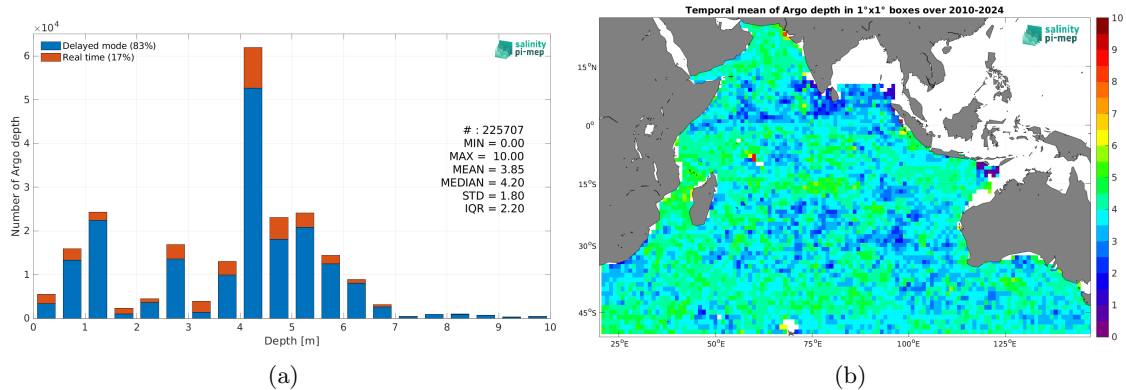 ×10⁴
Delayed mode (83%)
Real time (17%)
salinity
pi-mep
# : 225707
MIN = 0.00
MAX = 10.00
MEAN = 3.85
MEDIAN = 4.20
STD = 1.80
IQR = 2.20
Number of Argo depth
6
5
4
3
2
1
0
0 1 2 3 4 5 6 7 8 9 10
Depth [m]
(a)
Temporal mean of Argo depth in 1°x1° boxes over 2010-2024
salinity
pi-mep
15°N
0°
15°S
30°S
45°S
25°E 50°E 75°E 100°E 125°E
10
9
8
7
6
5
4
3
2
1
0
(b)